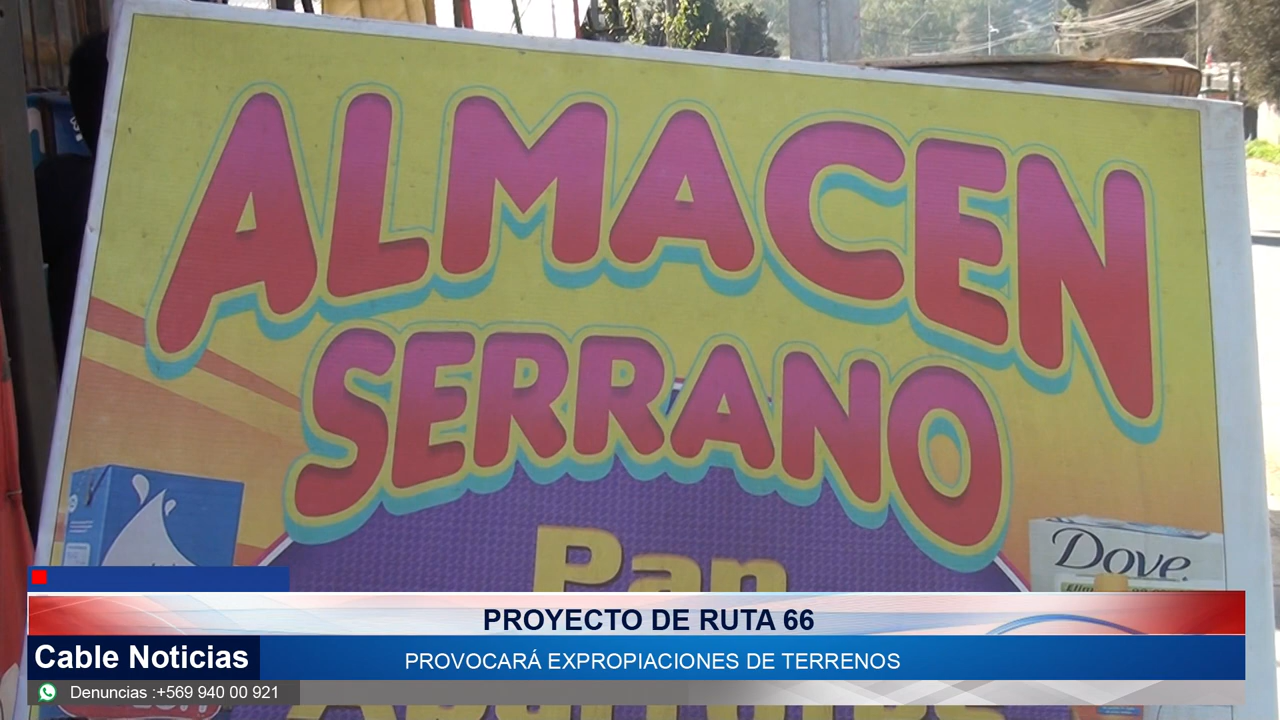 ALMACEN
SERRANO
Pan
Dove
PROYECTO DE RUTA 66
Cable Noticias
PROVOCARÁ EXPROPIACIONES DE TERRENOS
Denuncias :+569 940 00 921